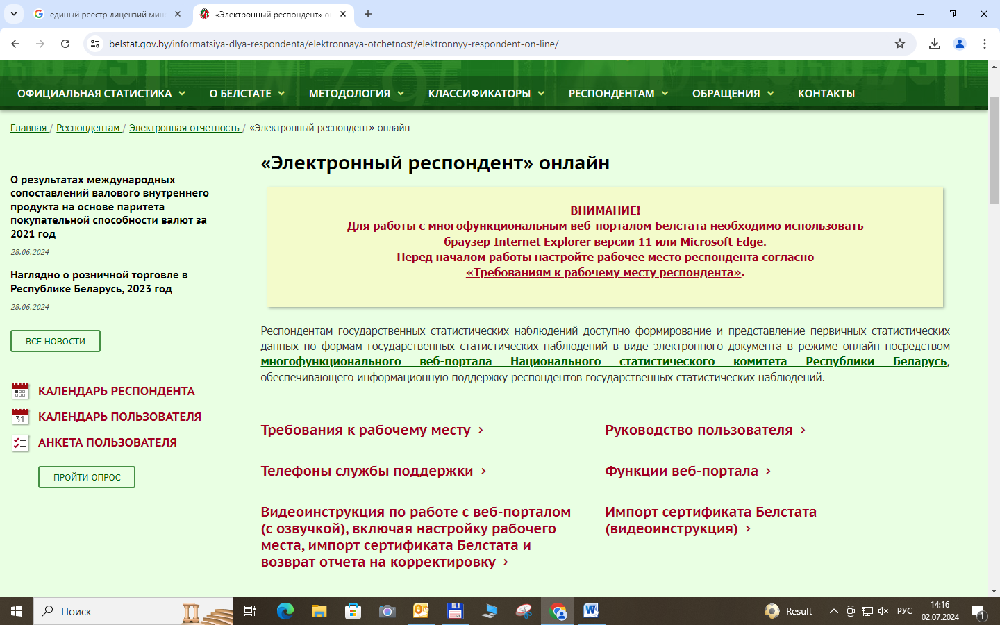 единый реестр лицензий мин
«Электронный респондент» о
belstat.gov.by/informatsiya-dlya-respondenta/elektronnaya-otchetnost/elektronnyy-respondent-on-line/
ОФИЦИАЛЬНАЯ СТАТИСТИКА О БЕЛСТАТЕ МЕТОДОЛОГИЯ КЛАССИФИКАТОРЫ РЕСПОНДЕНТАМ ОБРАЩЕНИЯ КОНТАКТЫ
Главная / Респондентам / Электронная отчетность / «Электронный респондент» онлайн
О результатах международных
сопоставлений валового внутреннего
продукта на основе паритета
покупательной способности валют за
2021 год
28.06.2024
Наглядно о розничной торговле в
Республике Беларусь, 2023 год
28.06.2024
ВСЕ НОВОСТИ
КАЛЕНДАРЬ РЕСПОНДЕНТА
31
КАЛЕНДАРЬ ПОЛЬЗОВАТЕЛЯ
АНКЕТА ПОЛЬЗОВАТЕЛЯ
ПРОЙТИ ОПРОС
«Электронный респондент» онлайн
ВНИМАНИЕ!
Для работы с многофункциональным веб-порталом Белстата необходимо использовать
браузер Internet Explorer версии 11 или Microsoft Edge.
Перед началом работы настройте рабочее место респондента согласно
«Требованиям к рабочему месту респондента».
Респондентам государственных статистических наблюдений доступно формирование и представление первичных статистических
данных по формам государственных статистических наблюдений в виде электронного документа в режиме онлайн посредством
многофункционального веб-портала Национального статистического комитета Республики Беларусь,
обеспечивающего информационную поддержку респондентов государственных статистических наблюдений.
Требования к рабочему месту
Руководство пользователя
Телефоны службы поддержки
Функции веб-портала
Видеоинструкция по работе с веб-порталом
(с озвучкой), включая настройку рабочего
места, импорт сертификата Белстата и
возврат отчета на корректировку
Импорт сертификата Белстата
(видеоинструкция)
Поиск
Result
РУС
14:16
02.07.2024
1